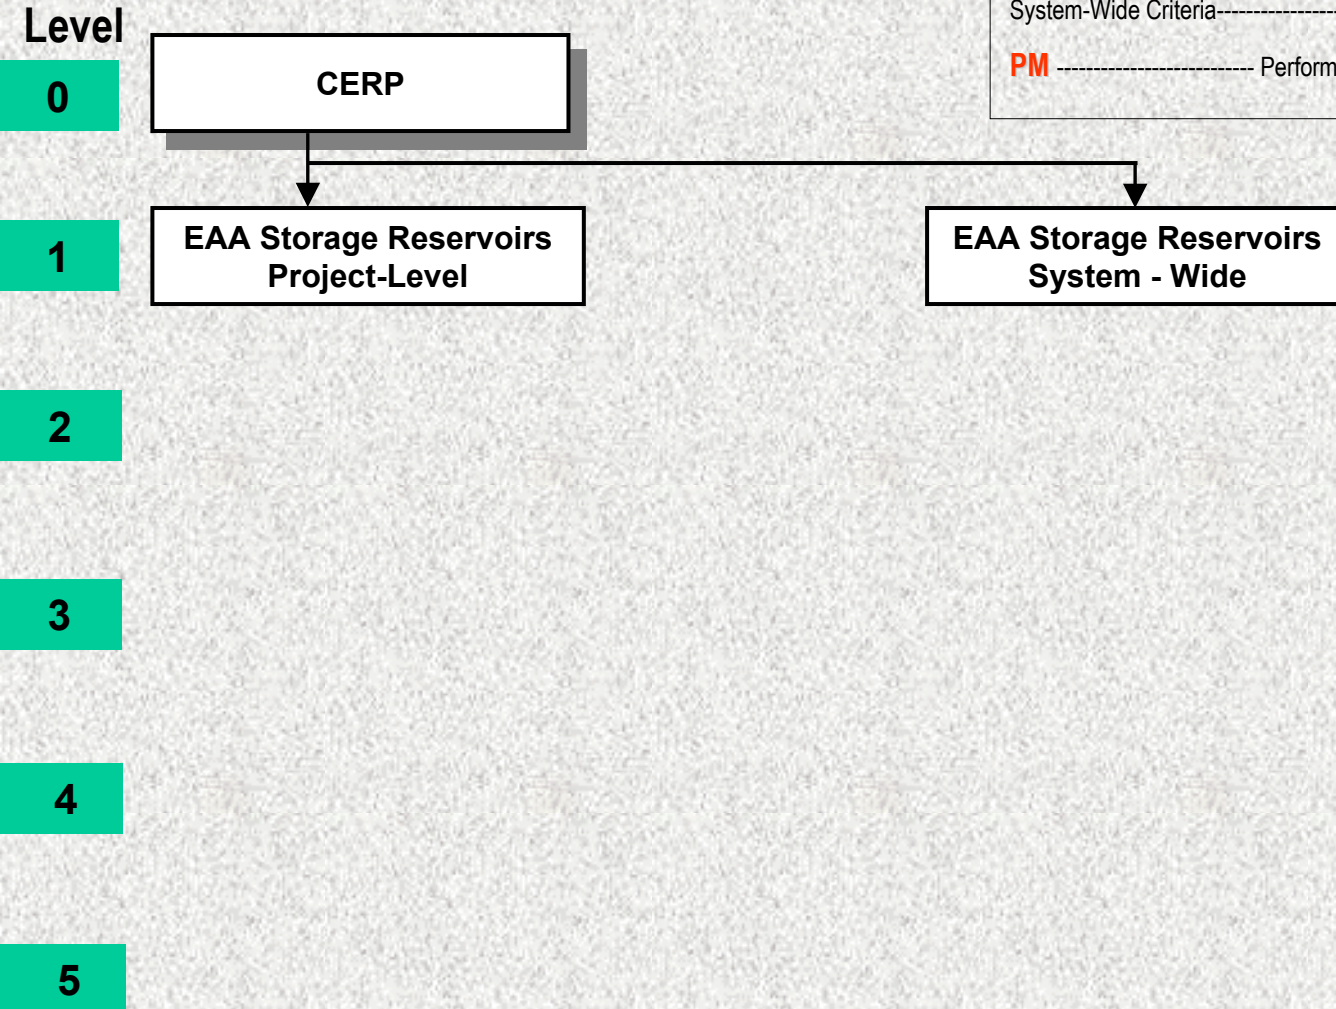 Level
System-Wide Criteria-----------------
PM --------------------------- Perform
0
CERP
1
EAA Storage Reservoirs
Project-Level
EAA Storage Reservoirs
System - Wide
2
3
4
5